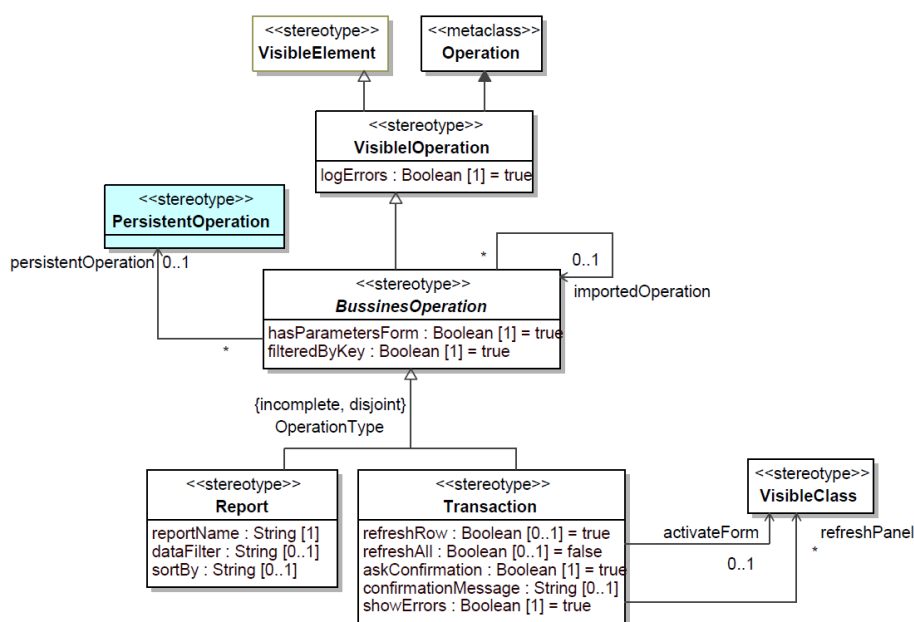 <<stereotype>>
VisibleElement
<<metaclass>>
Operation
<<stereotype>>
VisiblelOperation
logErrors : Boolean [1] = true
<<stereotype>>
PersistentOperation
persistentOperation 0..1
*
* 0..1
importedOperation
<<stereotype>>
BussinesOperation
hasParametersForm : Boolean [1] = true
filteredByKey : Boolean [1] = true
{incomplete, disjoint}
OperationType
<<stereotype>>
Report
reportName : String [1]
dataFilter : String [0..1]
sortBy : String [0..1]
<<stereotype>>
Transaction
refreshRow : Boolean [0..1] = true
refreshAll : Boolean [0..1] = false
askConfirmation : Boolean [1] = true
confirmationMessage : String [0..1]
showErrors : Boolean [1] = true
<<stereotype>>
VisibleClass
activateForm
0..1
refreshPanel
*